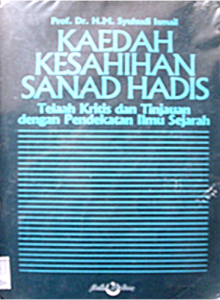 Prof. Dr. H.M. Syuhudi Ismail
KAEDAH
KESAHIHAN
SANAD HADIS
Telaah Kritis dan Tinjauan
dengan Pendekatan Ilmu Sejarah